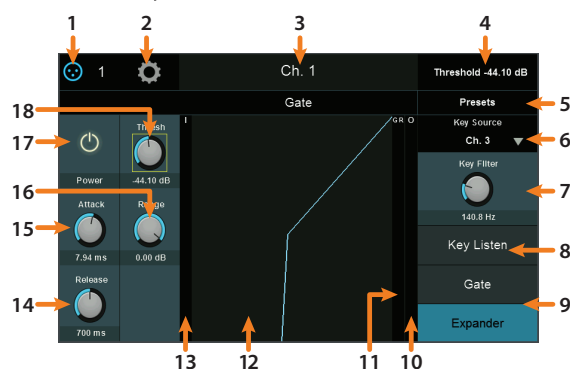 1 2 3 4
1 Ch. 1 Threshold -44.10 dB
Gate Presets 5
18 Thresh I GR O Key Source
17 Ch. 3 6
Power -44.10 dB Key Filter
16 7
Attack Range 140.8 Hz
15
7.94 ms 0.00 dB Key Listen 8
Release Gate
14 9
700 ms Expander
13 12 11 10